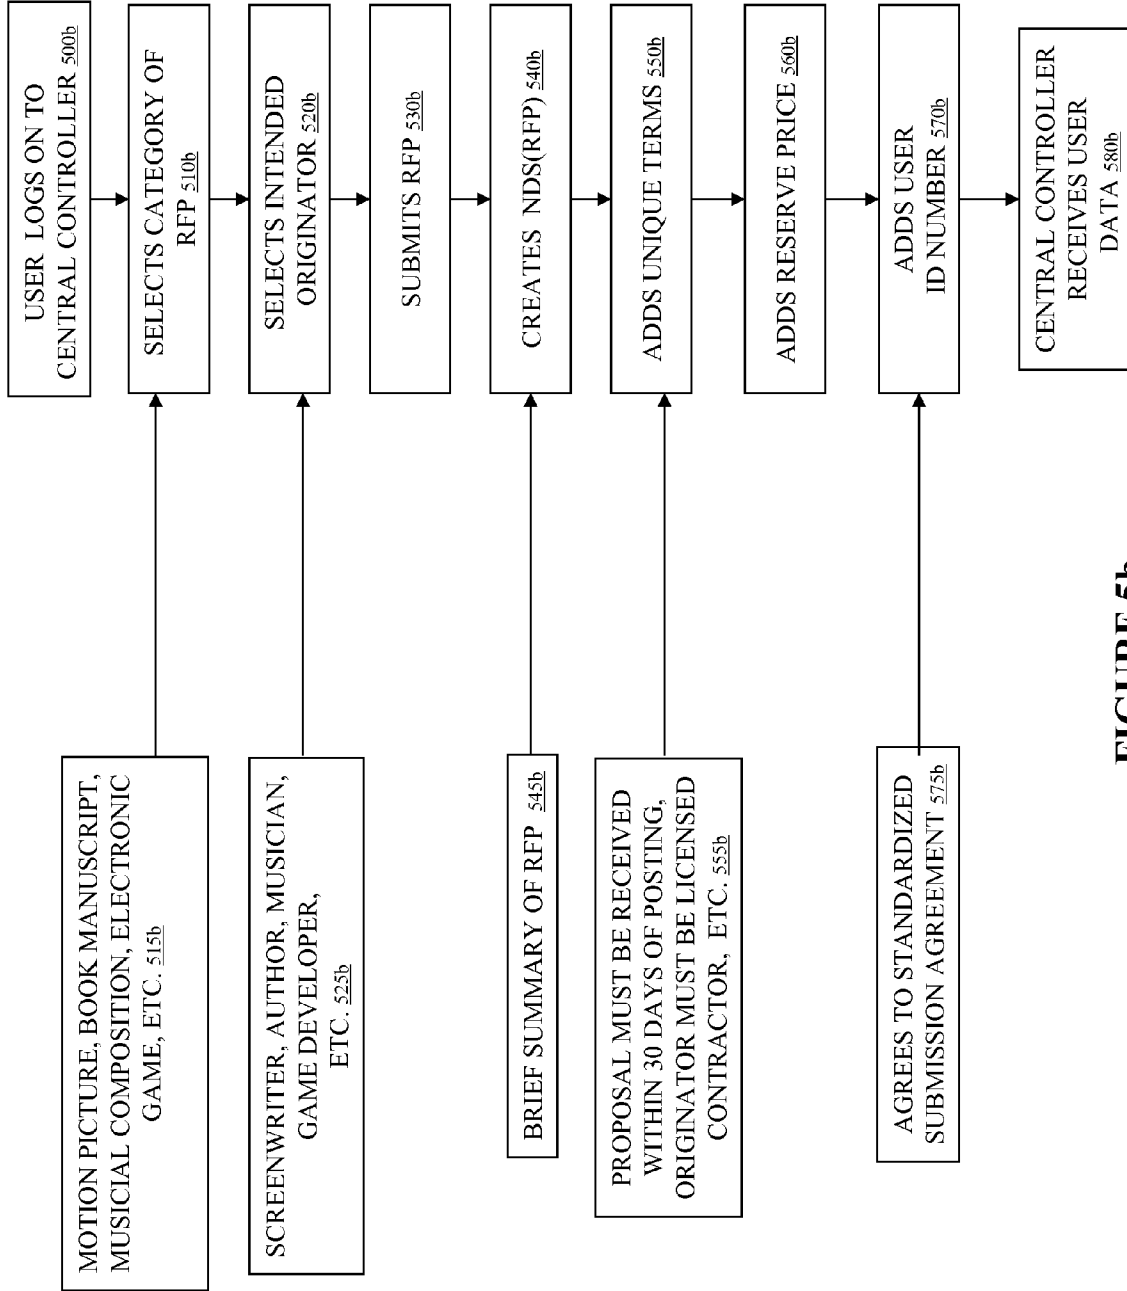 USER LOGS ON TO
CENTRAL CONTROLLER 500b
SELECTS CATEGORY OF
RFP 510b
SELECTS INTENDED
ORIGINATOR 520b
SUBMITS RFP 530b
CREATES NDS(RFP) 540b
ADDS UNIQUE TERMS 550b
ADDS RESERVE PRICE 560b
ADDS USER
ID NUMBER 570b
CENTRAL CONTROLLER
RECEIVES USER
DATA 580b
MOTION PICTURE, BOOK MANUSCRIPT,
MUSICIAL COMPOSITION, ELECTRONIC
GAME, ETC. 515b
SCREENWRITER, AUTHOR, MUSICIAN,
GAME DEVELOPER,
ETC. 525b
BRIEF SUMMARY OF RFP 545b
PROPOSAL MUST BE RECEIVED
WITHIN 30 DAYS OF POSTING,
ORIGINATOR MUST BE LICENSED
CONTRACTOR, ETC. 555b
AGREES TO STANDARDIZED
SUBMISSION AGREEMENT 575b
FIGURE 5b